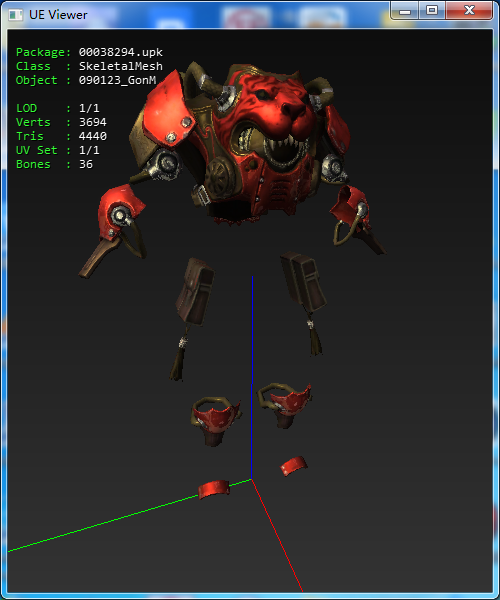 UE Viewer
Package: 00038294.upk
Class : SkeletalMesh
Object : 090123_GonM
LOD : 1/1
Verts : 3694
Tris : 4440
UV Set : 1/1
Bones : 36